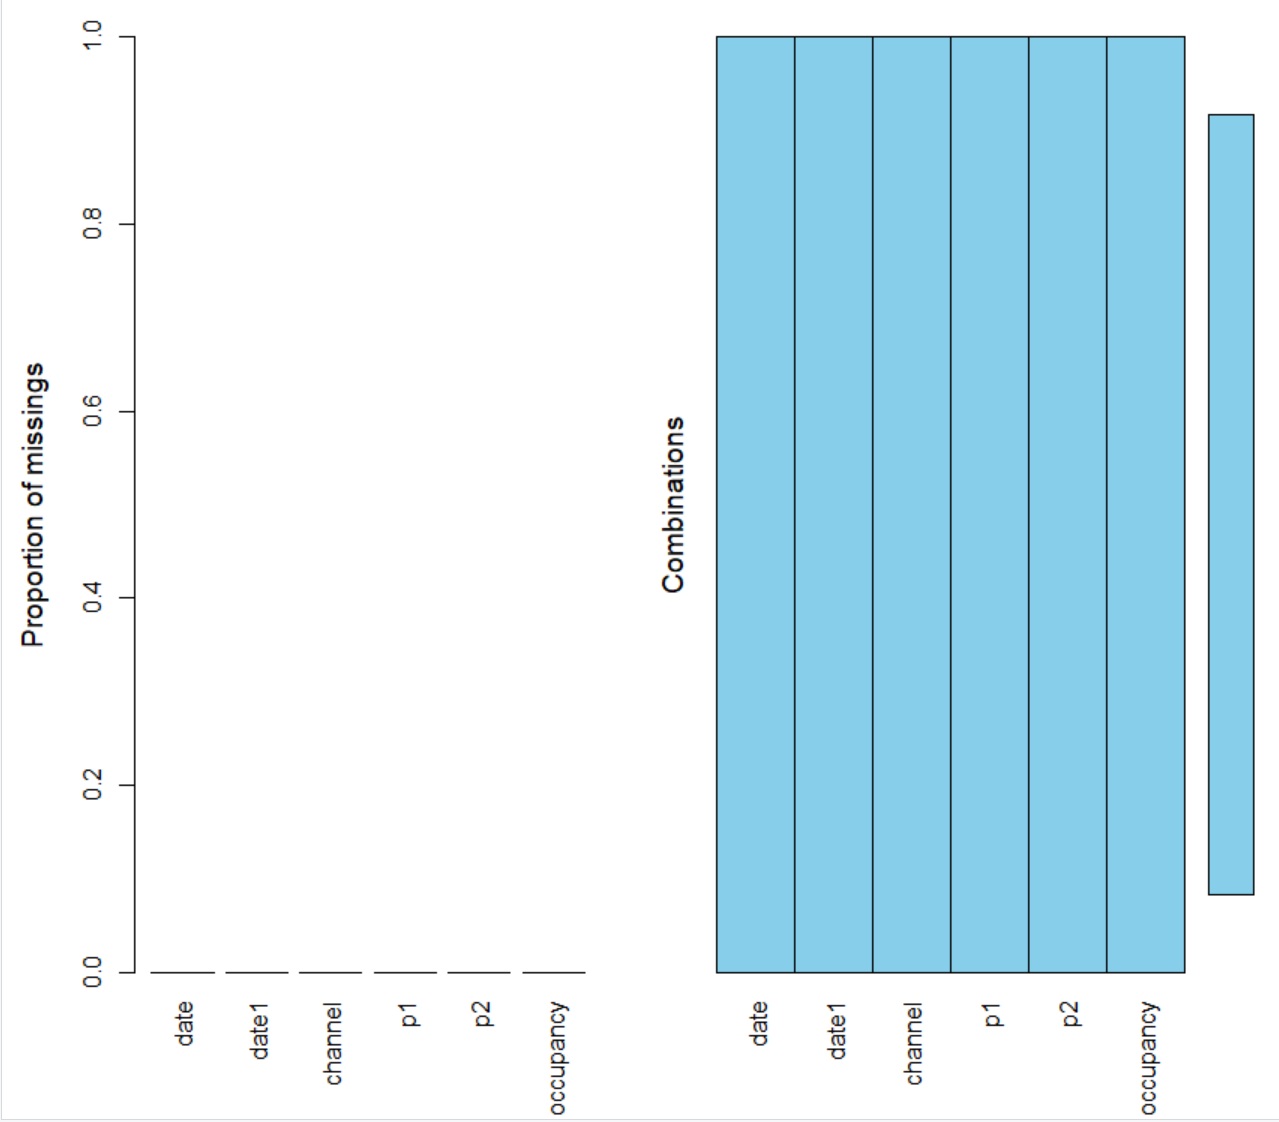 Proportion of missings
1.0
0.8
0.6
0.4
0.2
0.0
date
date1
channel
p1
p2
occupancy
Combinations
date
date1
channel
p1
p2
occupancy